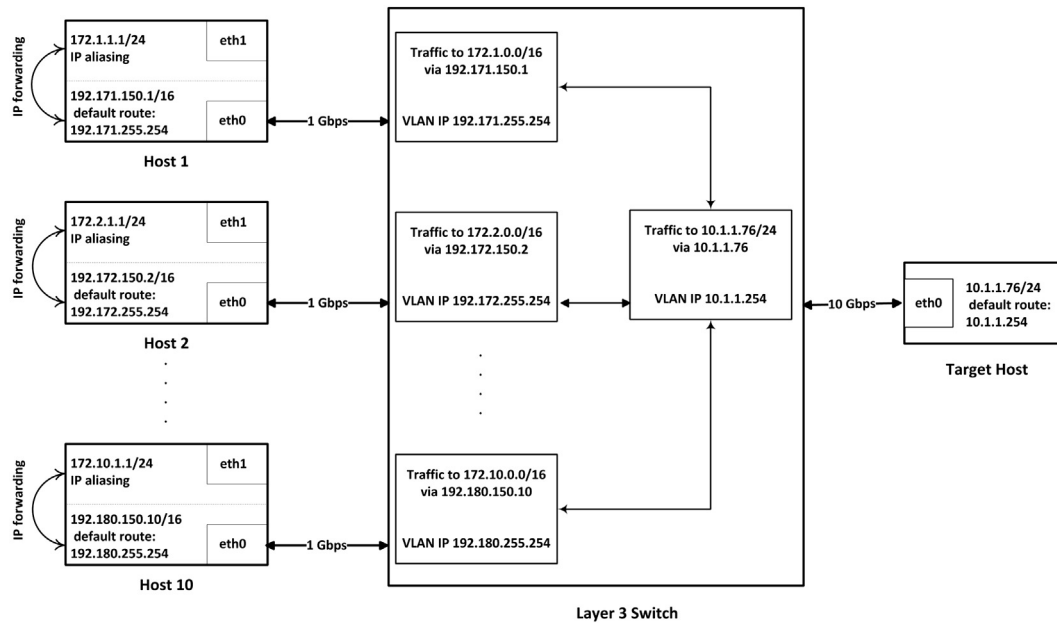 IP forwarding
172.1.1.1/24
IP aliasing
eth1
192.171.150.1/16
default route:
192.171.255.254
eth0
Host 1
1 Gbps
Traffic to 172.1.0.0/16
via 192.171.150.1
VLAN IP 192.171.255.254
IP forwarding
172.2.1.1/24
IP aliasing
eth1
192.172.150.2/16
default route:
192.172.255.254
eth0
Host 2
1 Gbps
Traffic to 172.2.0.0/16
via 192.172.150.2
VLAN IP 192.172.255.254
Traffic to 10.1.1.76/24
via 10.1.1.76
VLAN IP 10.1.1.254
10 Gbps
eth0
10.1.1.76/24
default route:
10.1.1.254
Target Host
IP forwarding
172.10.1.1/24
IP aliasing
eth1
192.180.150.10/16
default route:
192.180.255.254
eth0
Host 10
1 Gbps
Traffic to 172.10.0.0/16
via 192.180.150.10
VLAN IP 192.180.255.254
Layer 3 Switch